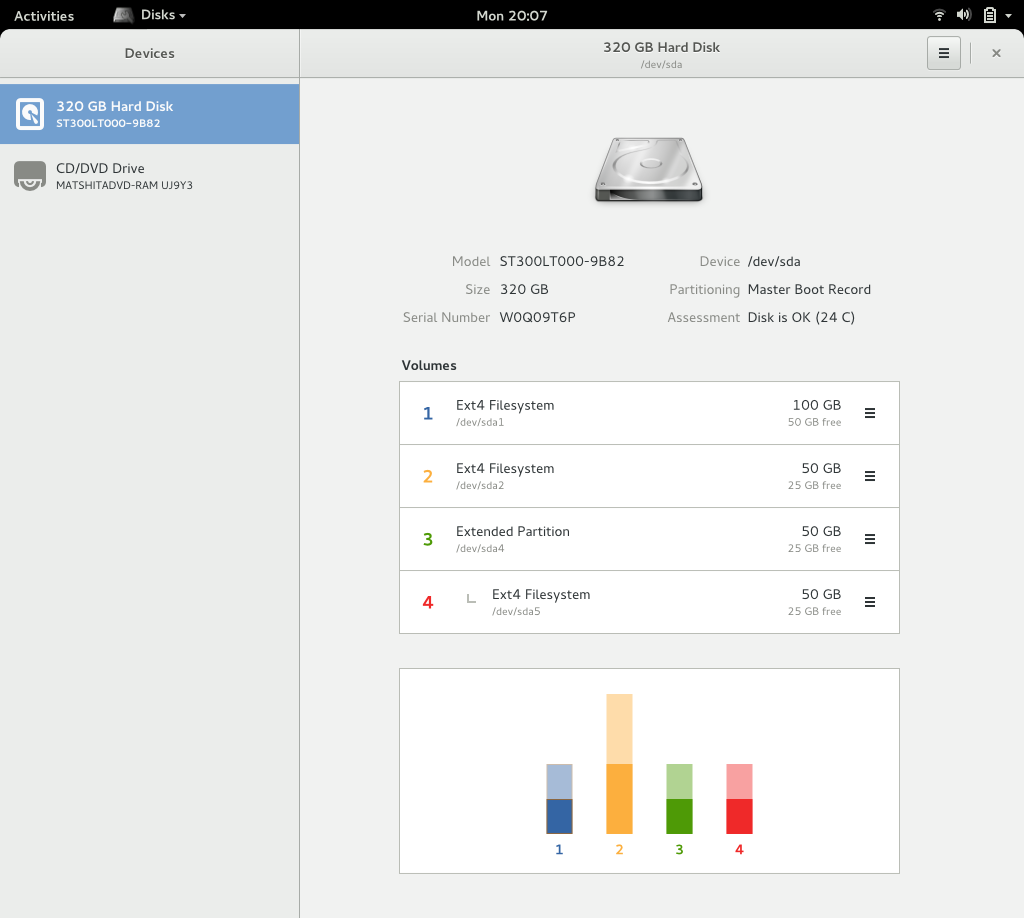 Activities
Disks
Mon 20:07
Devices
320 GB Hard Disk
/dev/sda
320 GB Hard Disk
ST300LT000-9B82
CD/DVD Drive
MATSHITADVD-RAM UJ9Y3
Model ST300LT000-9B82
Device /dev/sda
Size 320 GB
Partitioning Master Boot Record
Serial Number W0Q09T6P
Assessment Disk is OK (24 C)
Volumes
1 Ext4 Filesystem 100 GB
/dev/sda1 50 GB free
2 Ext4 Filesystem 50 GB
/dev/sda2 25 GB free
3 Extended Partition 50 GB
/dev/sda4 25 GB free
4 Ext4 Filesystem 50 GB
/dev/sda5 25 GB free
1 2 3 4